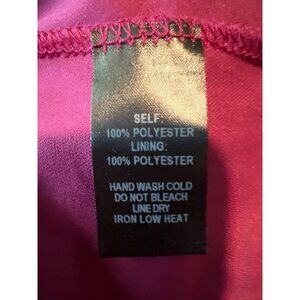 SELF:
100% POLYESTER
LINING:
100% POLYESTER
HAND WASH COLD
DO NOT BLEACH
LINE DRY
IRON LOW HEAT